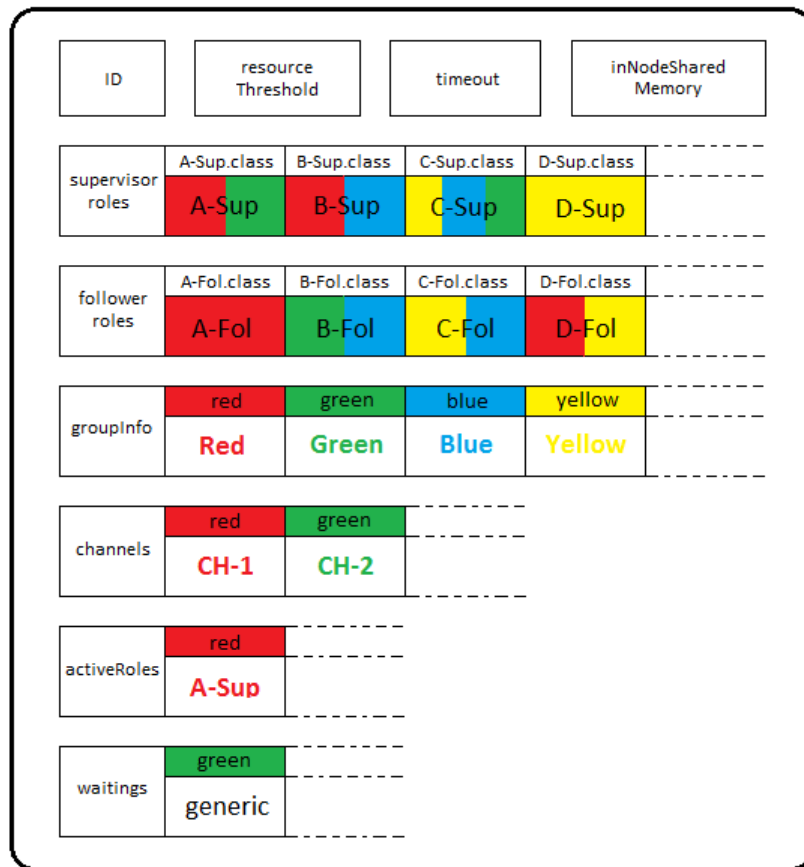 ID
resource
Threshold
timeout
inNodeShared
Memory
supervisor
roles
A-Sup.class
B-Sup.class
C-Sup.class
D-Sup.class
A-Sup
B-Sup
C-Sup
D-Sup
follower
roles
A-Fol.class
B-Fol.class
C-Fol.class
D-Fol.class
A-Fol
B-Fol
C-Fol
D-Fol
groupInfo
red
green
blue
yellow
Red
Green
Blue
Yellow
channels
red
green
CH-1
CH-2
activeRoles
red
A-Sup
waitings
green
generic